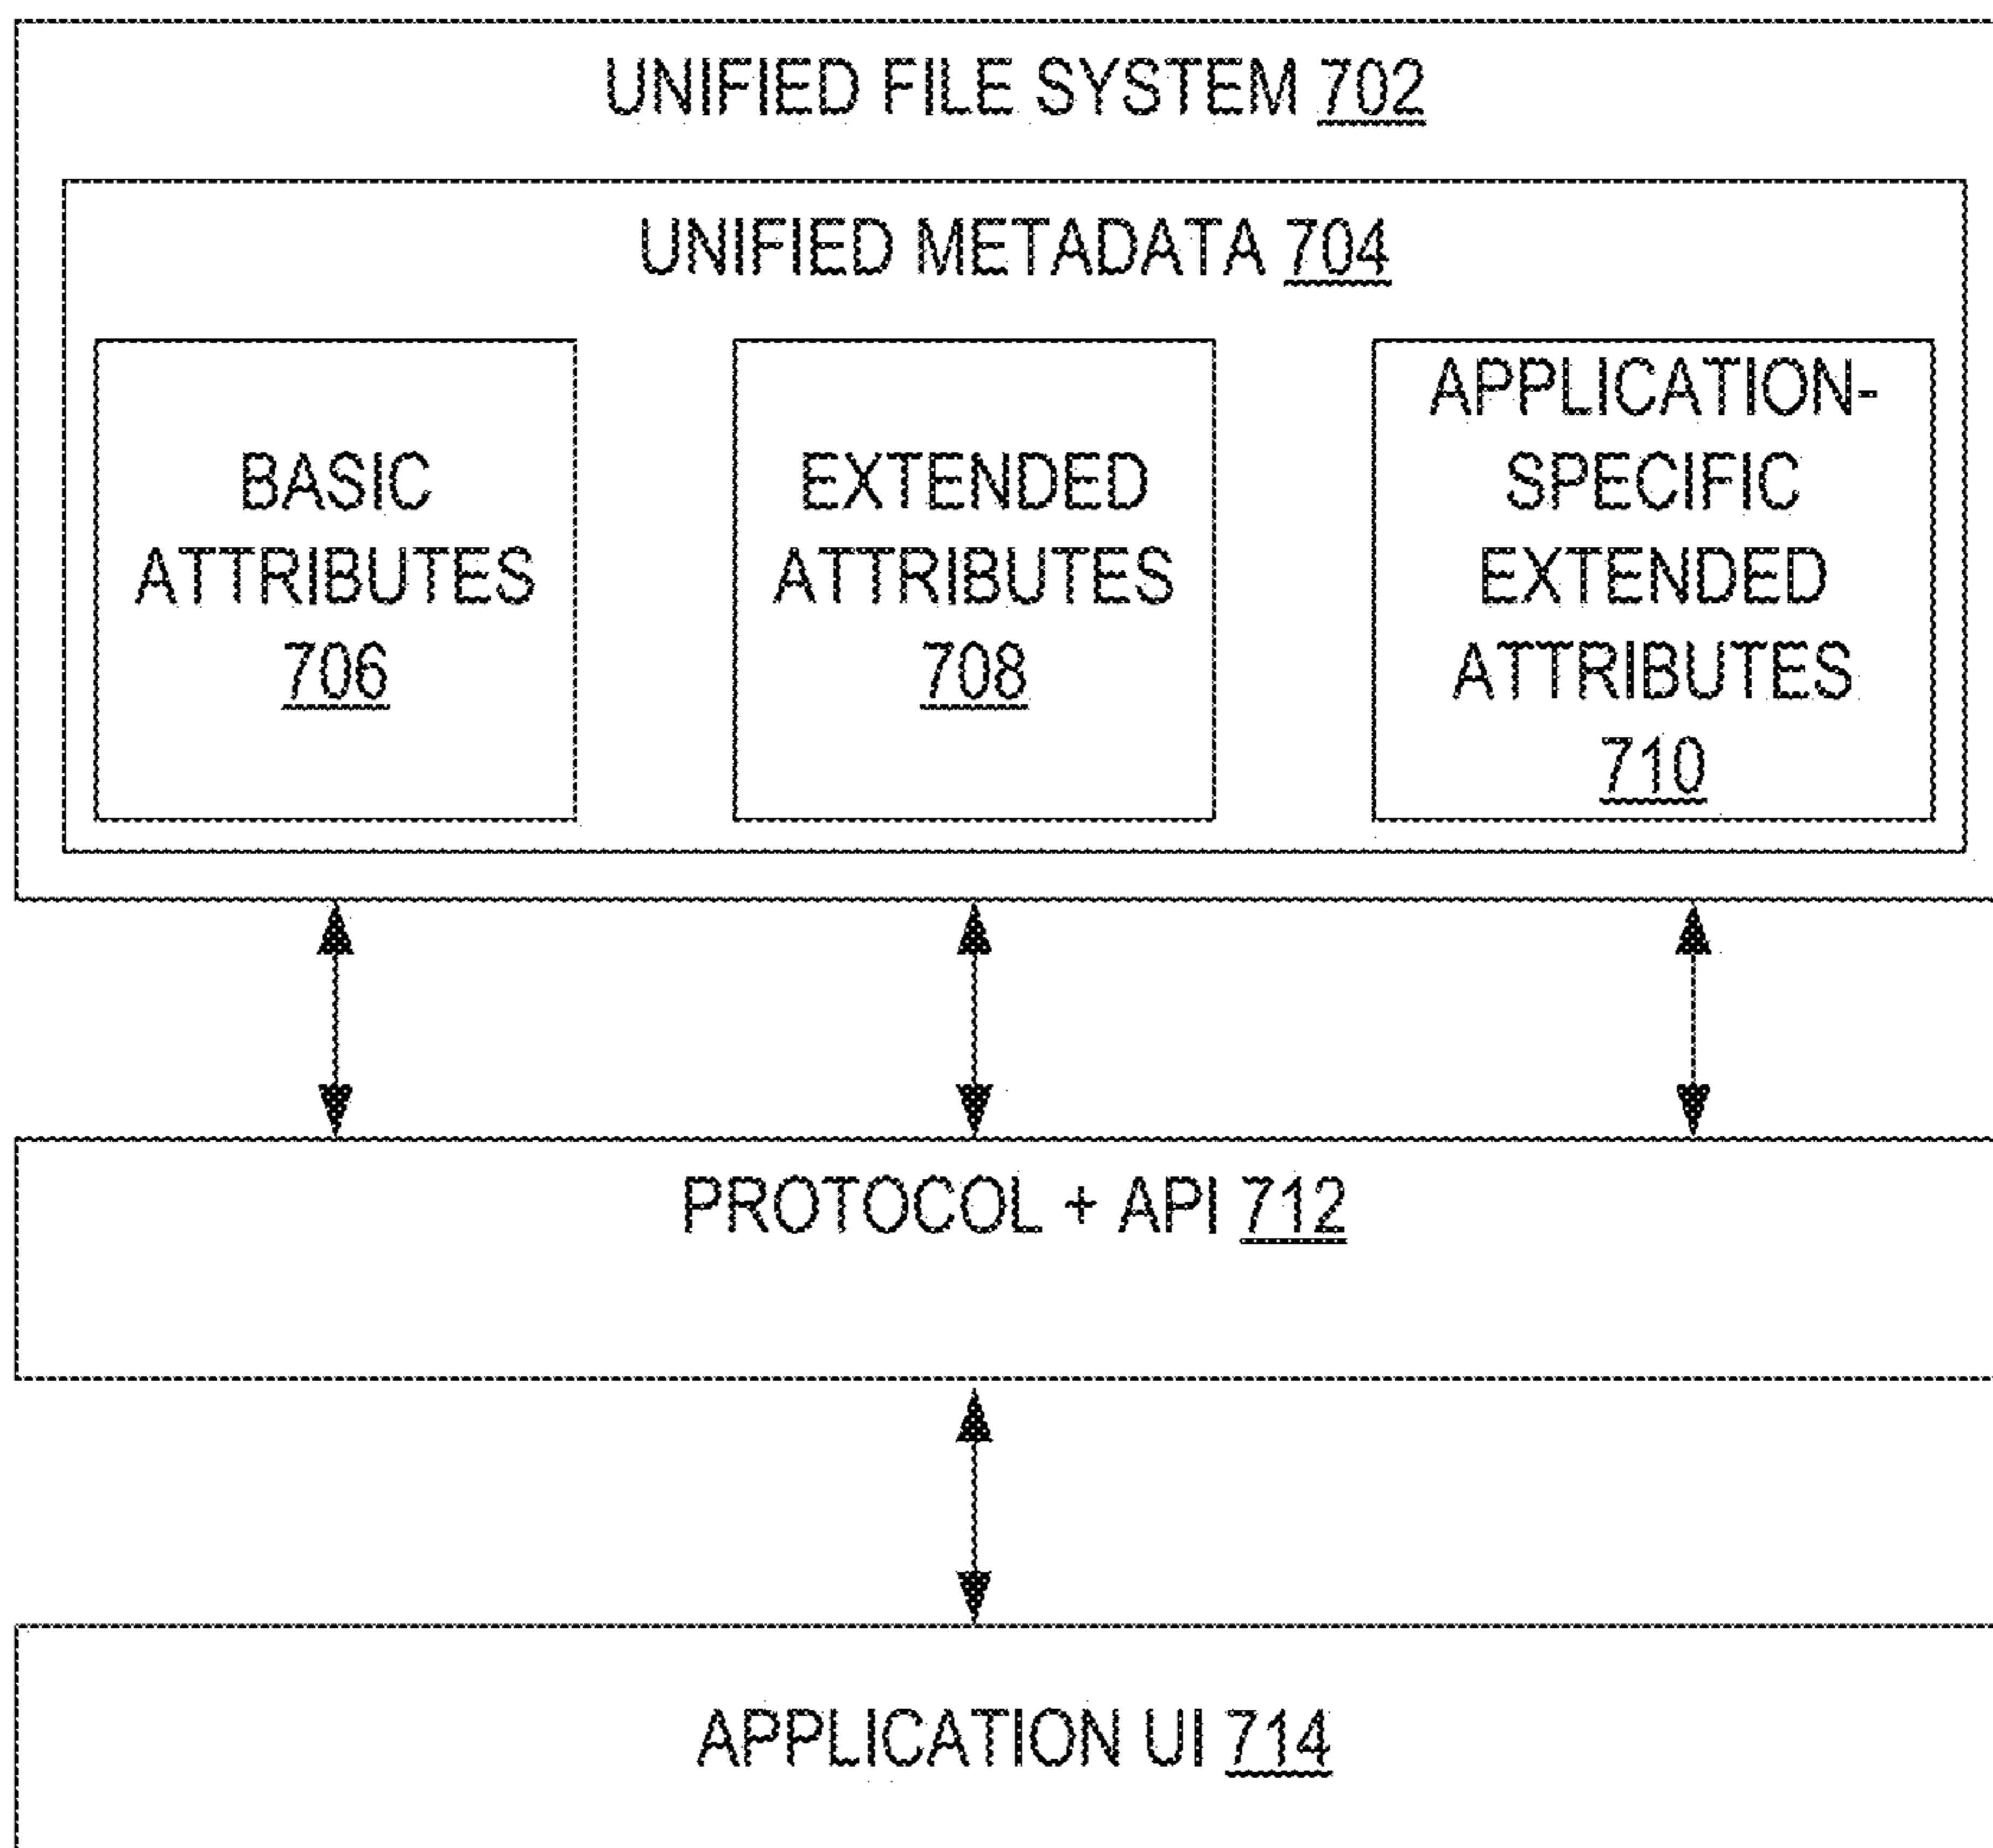 UNIFIED FILE SYSTEM 702
UNIFIED METADATA 704
BASIC
ATTRIBUTES
706
EXTENDED
ATTRIBUTES
708
APPLICATION-
SPECIFIC
EXTENDED
ATTRIBUTES
710
PROTOCOL + API 712
APPLICATION UI 714